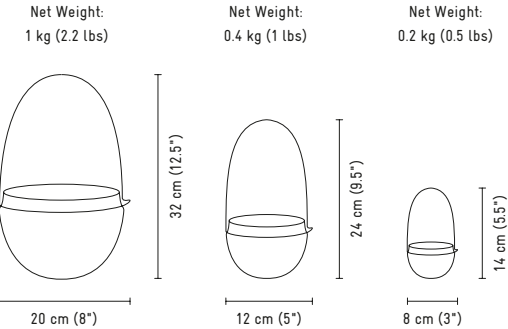 Net Weight:
1 kg (2.2 lbs)
Net Weight:
0.4 kg (1 lbs)
Net Weight:
0.2 kg (0.5 lbs)
32 cm (12.5")
24 cm (9.5")
14 cm (5.5")
20 cm (8")
12 cm (5")
8 cm (3")